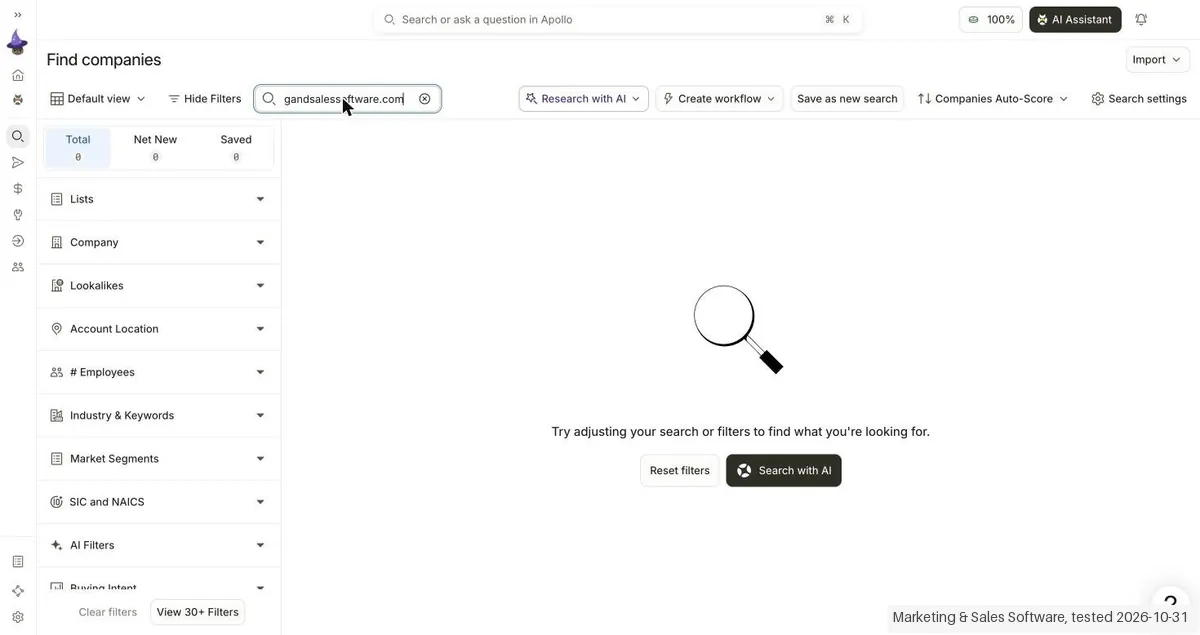 Search or ask a question in Apollo
⌘ K
100%
AI Assistant
Find companies
Import
Default view
Hide Filters
gandsalessoftware.com
Research with AI
Create workflow
Save as new search
Companies Auto-Score
Search settings
Total
0
Net New
0
Saved
0
Lists
Company
Lookalikes
Account Location
# Employees
Industry & Keywords
Market Segments
SIC and NAICS
AI Filters
Buying Intent
Clear filters
View 30+ Filters
Try adjusting your search or filters to find what you're looking for.
Reset filters
Search with AI
?
Marketing & Sales Software, tested 2026-10-31